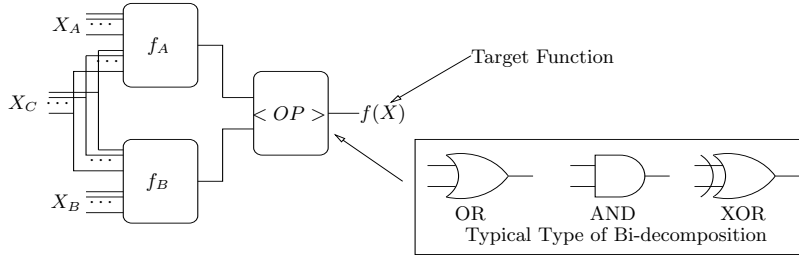 X_A
. . .
f_A
. . .
Target Function
X_C
. . .
< OP >
f(X)
. . .
f_B
X_B
. . .
OR
AND
XOR
Typical Type of Bi-decomposition